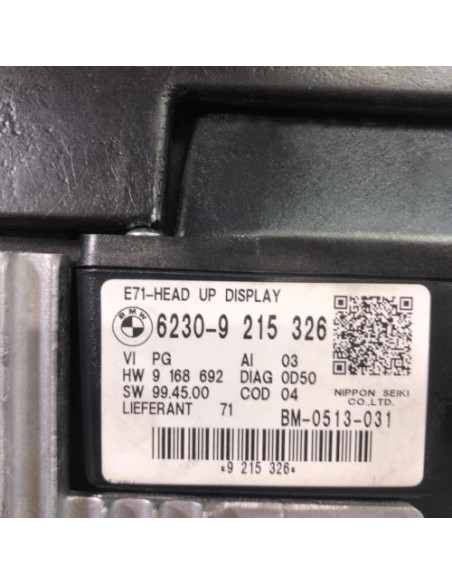 E71-HEAD UP DISPLAY
BMW
6230-9 215 326
VI PG AI 03
HW 9 168 692 DIAG 0D50
SW 99.45.00 COD 04
LIEFERANT 71
NIPPON SEIKI
CO.,LTD.
BM-0513-031
*9 215 326*